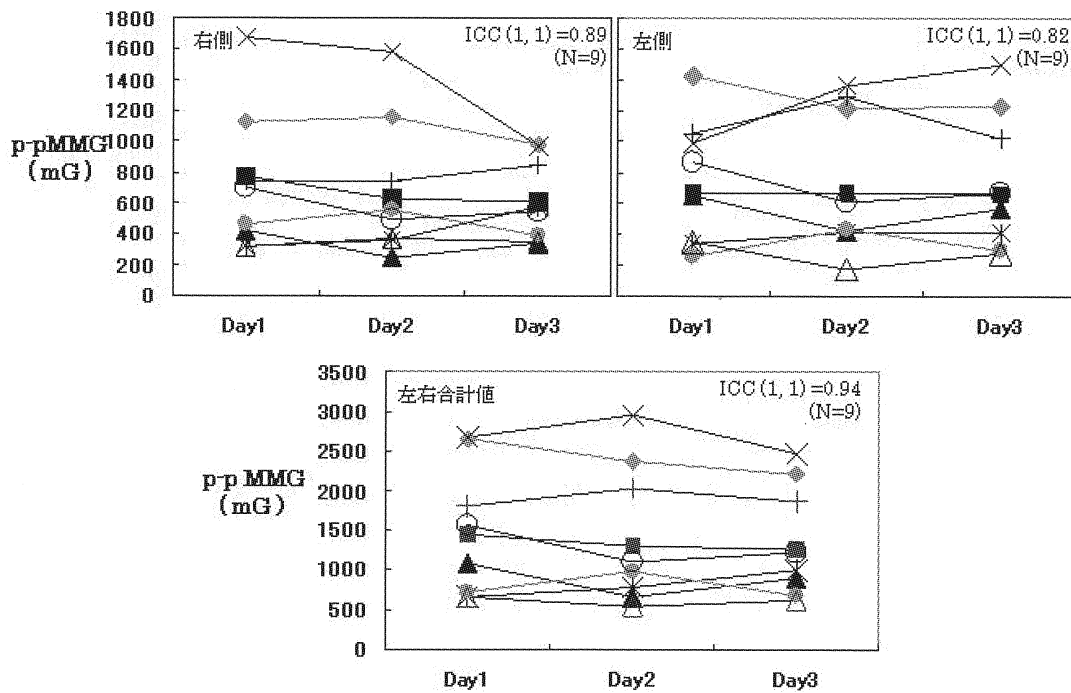 右側
ICC(1,1)=0.89
(N=9)
1800
1600
1400
1200
1000
800
600
400
200
0
p-pMMG
(mG)
Day1 Day2 Day3
左側
ICC(1,1)=0.82
(N=9)
Day1 Day2 Day3
左右合計値
ICC(1,1)=0.94
(N=9)
3500
3000
2500
2000
1500
1000
500
0
p-p MMG
(mG)
Day1 Day2 Day3